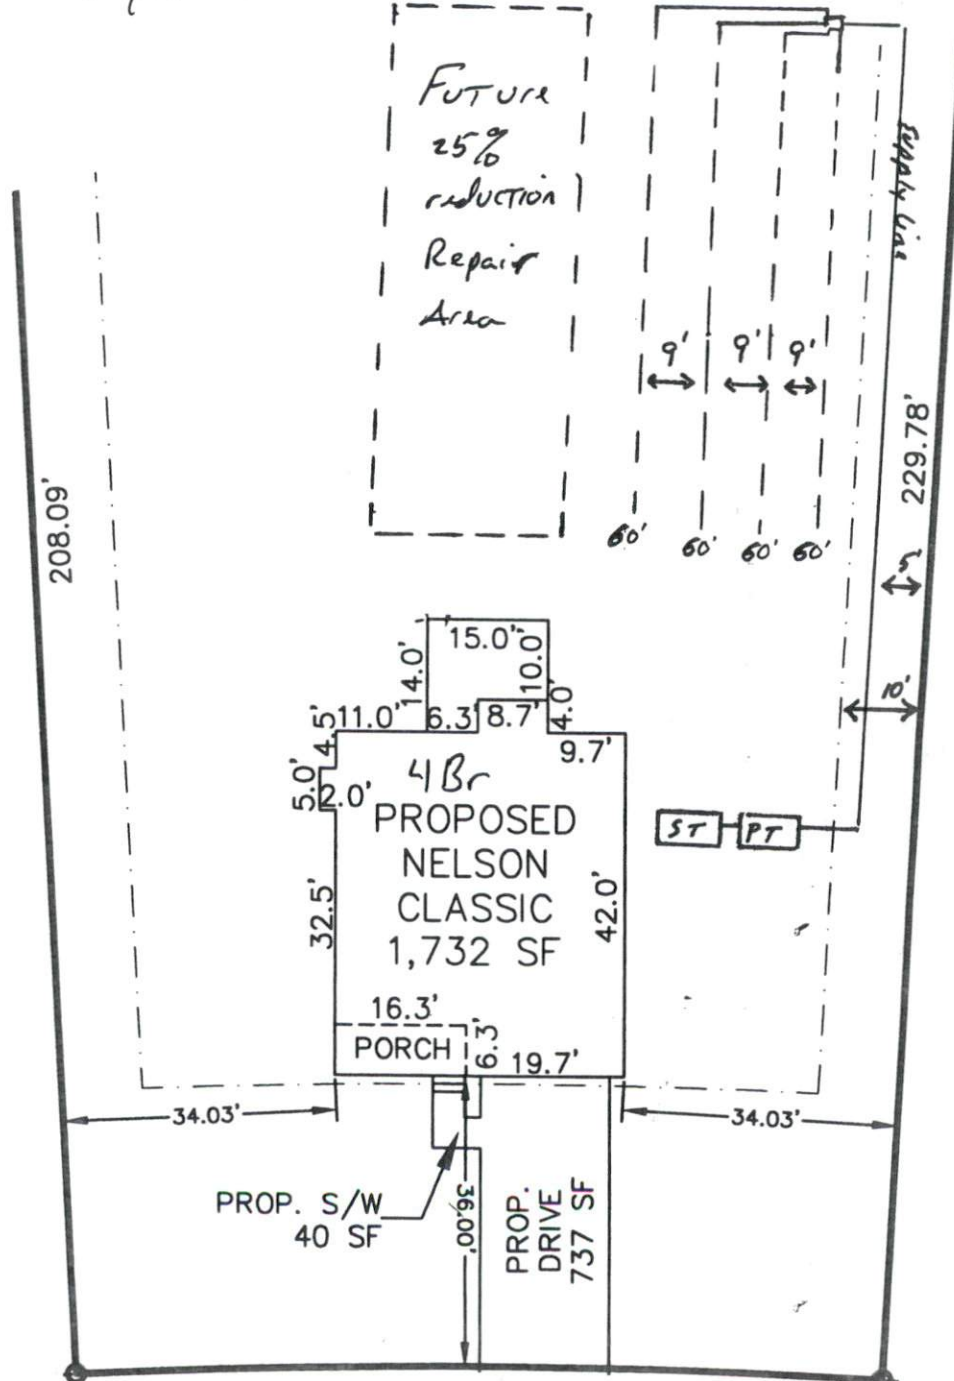 Future
25%
reduction
Repair
Area
Supply line
9' 9' 9'
60' 60' 60' 60'
208.09'
229.78'
5'
10'
15.0'
14.0'
10.0'
11.0' 6.3' 8.7' 4.0'
4.5'
9.7'
5.0'
2.0'
4 Br
PROPOSED
NELSON
CLASSIC
1,732 SF
ST PT
32.5'
42.0'
16.3'
PORCH
6.3'
19.7'
34.03'
34.03'
PROP. S/W
40 SF
36.00'
PROP.
DRIVE
737 SF